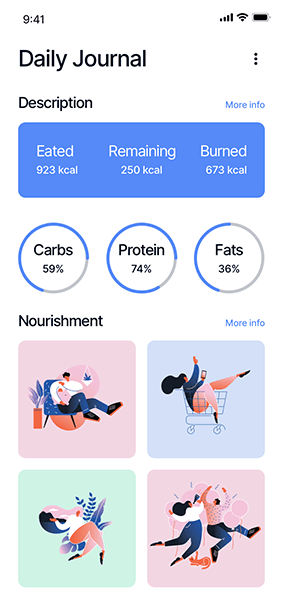 9:41
Daily Journal
Description
More info
Eated Remaining Burned
923 kcal 250 kcal 673 kcal
Carbs Protein Fats
59% 74% 36%
Nourishment
More info